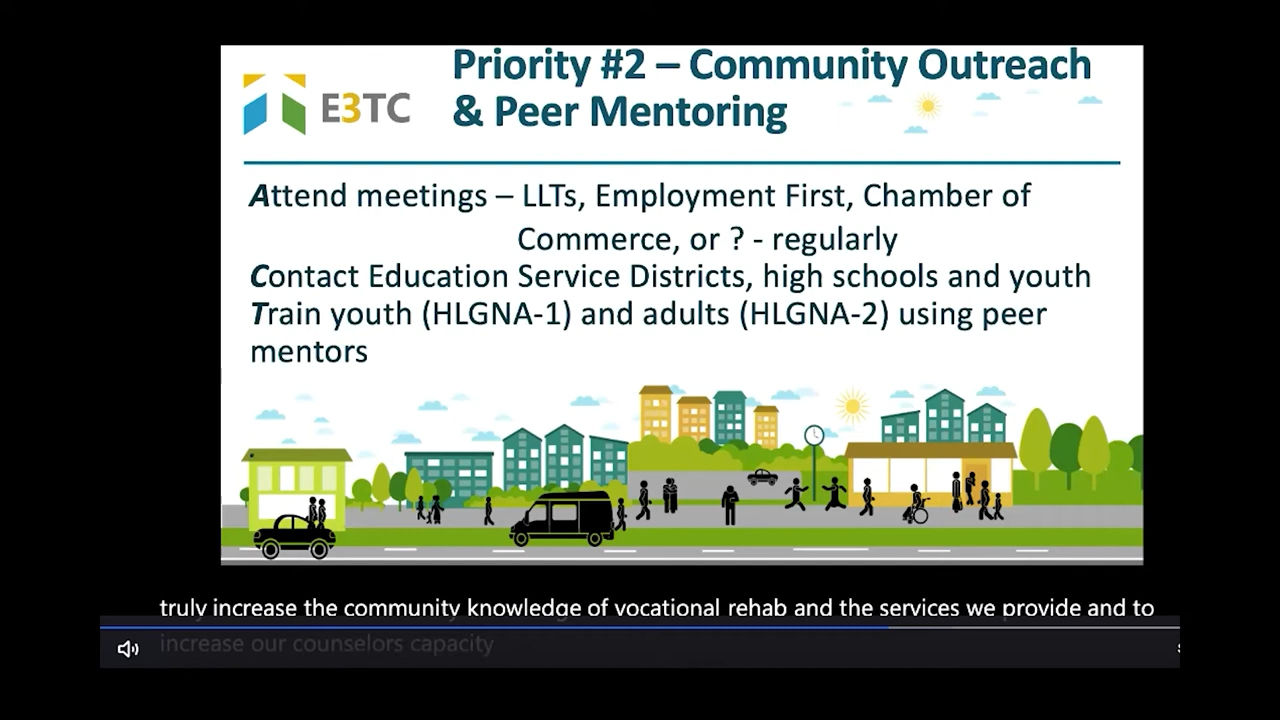 E3TC
Priority #2 – Community Outreach
& Peer Mentoring
Attend meetings – LLTs, Employment First, Chamber of
Commerce, or ? - regularly
Contact Education Service Districts, high schools and youth
Train youth (HLGNA-1) and adults (HLGNA-2) using peer
mentors
truly increase the community knowledge of vocational rehab and the services we provide and to
increase our counselors capacity